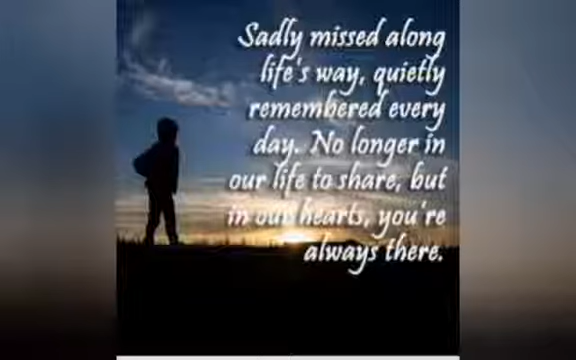 Sadly missed along
life's way, quietly
remembered every
day. No longer in
our life to share, but
in our hearts, you're
always there.